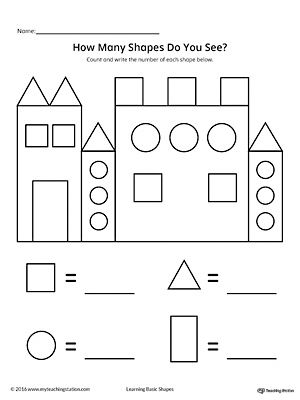 Name:
How Many Shapes Do You See?
Count and write the number of each shape below.
=
=
=
=
© 2016 www.myteachingstation.com
Learning Basic Shapes
Teaching Station